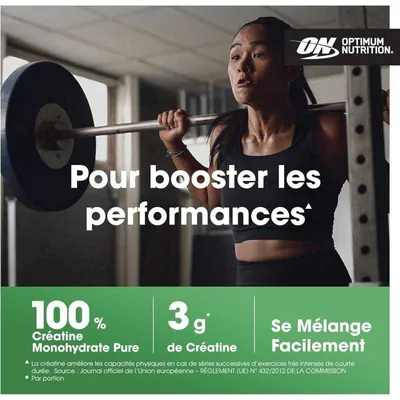 ON OPTIMUM
NUTRITION®
Pour booster les
performances▲
100 %
Créatine
Monohydrate Pure
3 g*
de Créatine
Se Mélange
Facilement
▲ La créatine améliore les capacités physiques en cas de séries successives d'exercices très intenses de courte
durée. Source : Journal officiel de l'Union européenne – RÈGLEMENT (UE) N° 432/2012 DE LA COMMISSION
* Par portion